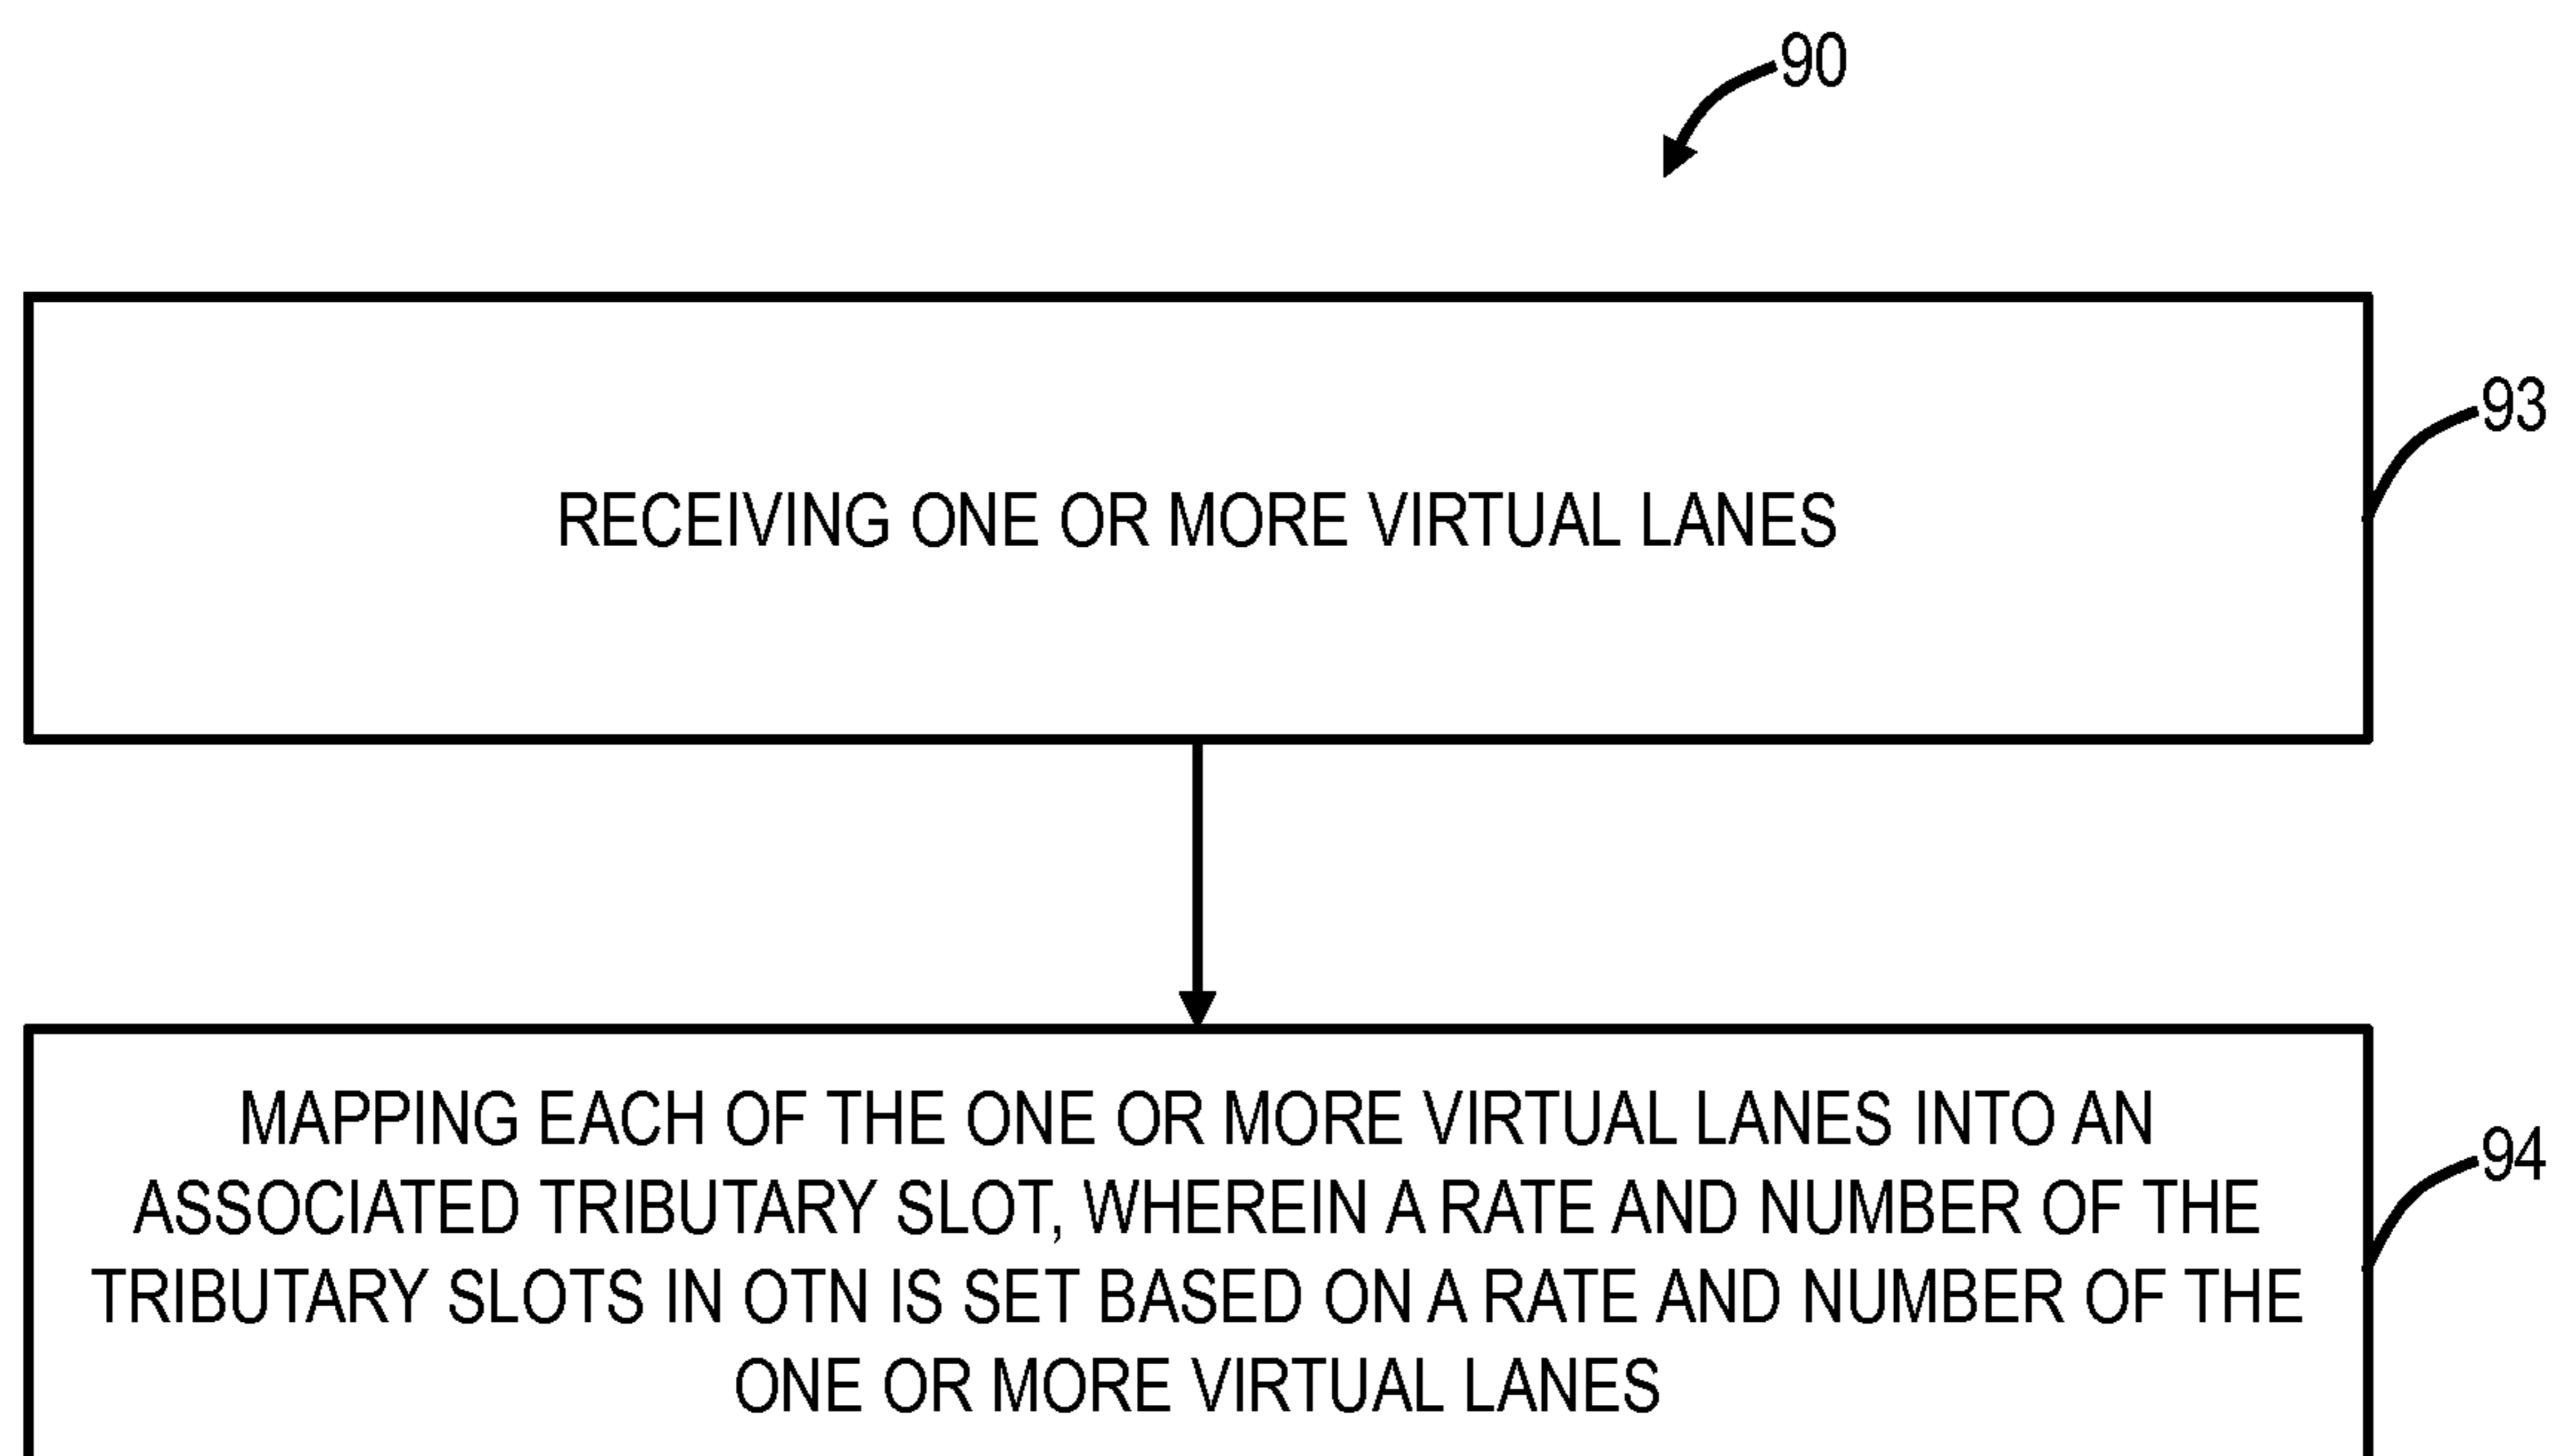 90
93
RECEIVING ONE OR MORE VIRTUAL LANES
MAPPING EACH OF THE ONE OR MORE VIRTUAL LANES INTO AN
94
ASSOCIATED TRIBUTARY SLOT, WHEREIN A RATE AND NUMBER OF THE
TRIBUTARY SLOTS IN OTN IS SET BASED ON A RATE AND NUMBER OF THE
ONE OR MORE VIRTUAL LANES